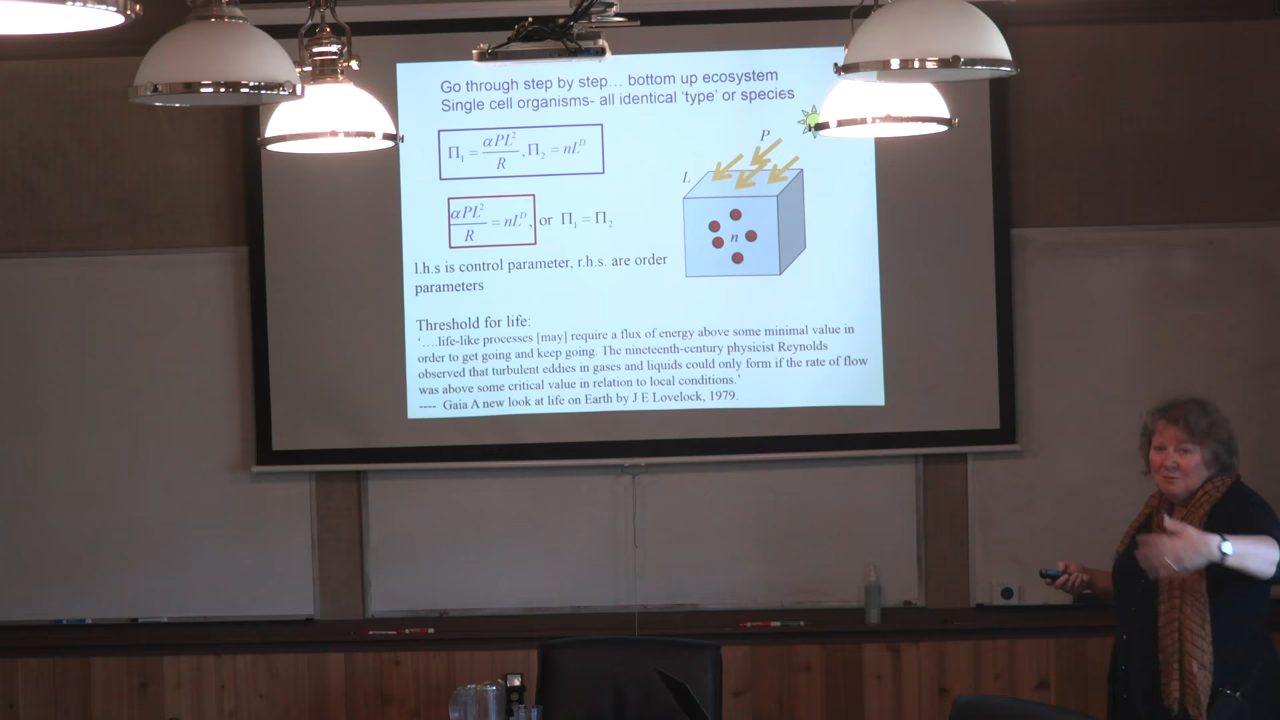 Go through step by step… bottom up ecosystem
Single cell organisms- all identical ‘type’ or species
Π₁ = αPL²/R, Π₂ = nL^D
P
L
n
αPL²/R = nL^D, or Π₁ = Π₂
l.h.s is control parameter, r.h.s. are order
parameters
Threshold for life:
‘….life-like processes [may] require a flux of energy above some minimal value in
order to get going and keep going. The nineteenth-century physicist Reynolds
observed that turbulent eddies in gases and liquids could only form if the rate of flow
was above some critical value in relation to local conditions.’
---- Gaia A new look at life on Earth by J E Lovelock, 1979.